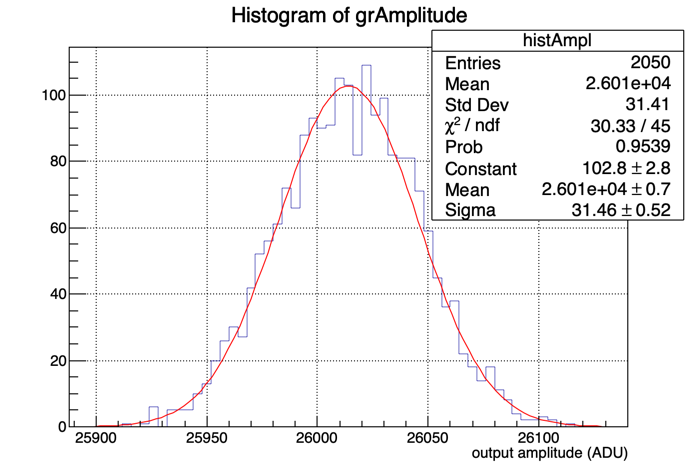 Histogram of grAmplitude
histAmpl
Entries 2050
Mean 2.601e+04
Std Dev 31.41
χ² / ndf 30.33 / 45
Prob 0.9539
Constant 102.8 ± 2.8
Mean 2.601e+04 ± 0.7
Sigma 31.46 ± 0.52
100
80
60
40
20
0
25900 25950 26000 26050 26100
output amplitude (ADU)